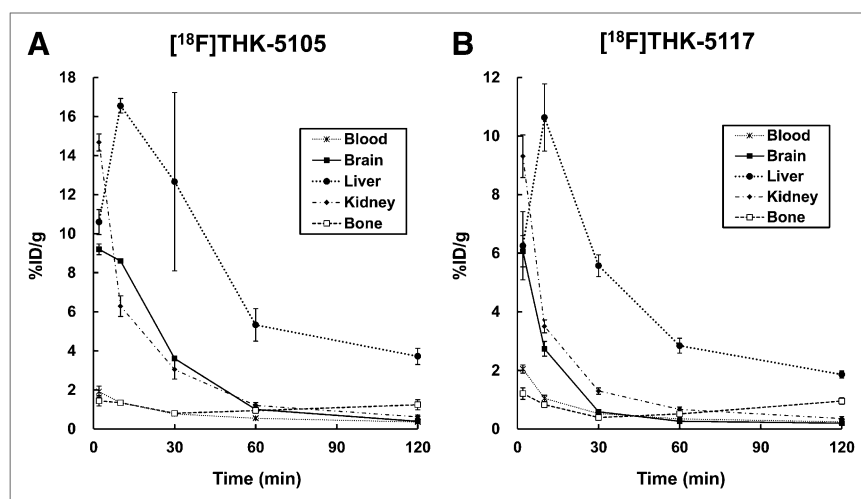 A
[¹⁸F]THK-5105
%ID/g
18
16
14
12
10
8
6
4
2
0
Blood
Brain
Liver
Kidney
Bone
0 30 60 90 120
Time (min)
B
[¹⁸F]THK-5117
%ID/g
12
10
8
6
4
2
0
Blood
Brain
Liver
Kidney
Bone
0 30 60 90 120
Time (min)